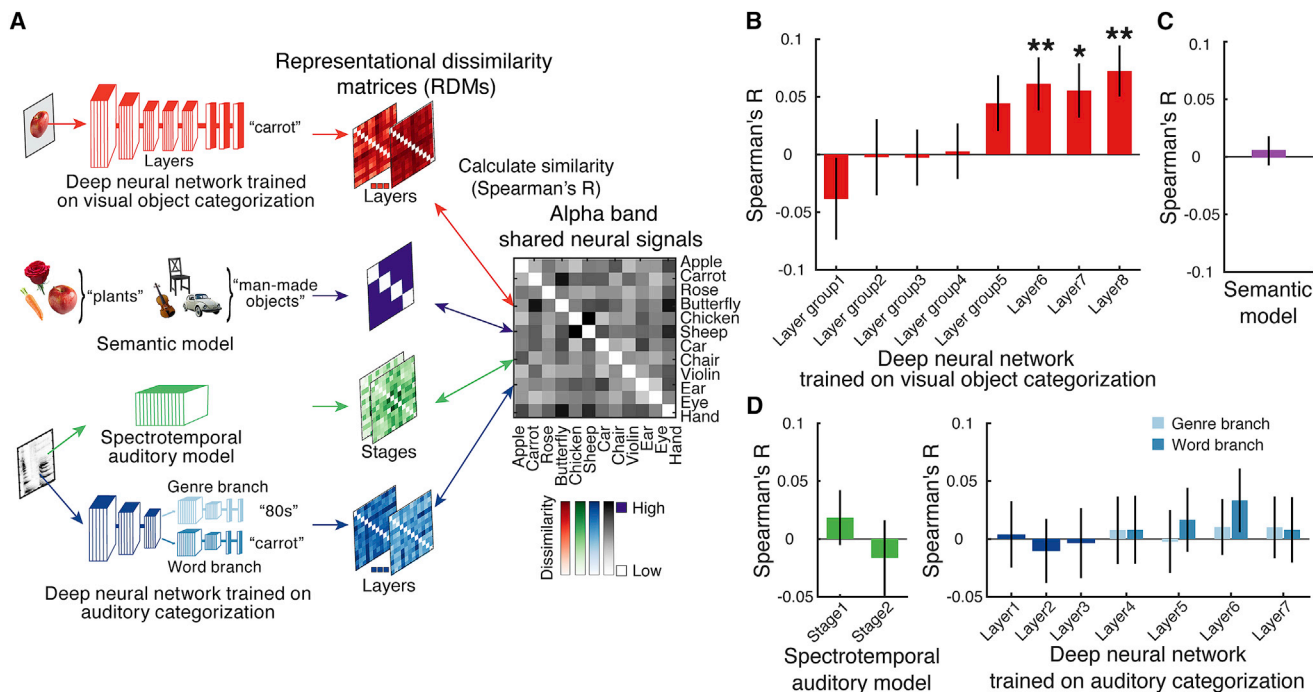 A
Representational dissimilarity
matrices (RDMs)
"carrot"
Layers
Deep neural network trained
on visual object categorization
Layers
Calculate similarity
(Spearman's R)
Alpha band
shared neural signals
"plants"
"man-made
objects"
Semantic model
Apple
Carrot
Rose
Butterfly
Chicken
Sheep
Car
Chair
Violin
Ear
Eye
Hand
Apple
Carrot
Rose
Butterfly
Chicken
Sheep
Car
Chair
Violin
Ear
Eye
Hand
Spectrotemporal
auditory model
Stages
Genre branch
"80s"
"carrot"
Word branch
Deep neural network trained on
auditory categorization
Layers
Dissimilarity
High
Low
B
0.1
0.05
0
-0.05
-0.1
Spearman's R
** * **
Layer group1
Layer group2
Layer group3
Layer group4
Layer group5
Layer6
Layer7
Layer8
Deep neural network
trained on visual object categorization
C
0.1
0.05
0
-0.05
-0.1
Spearman's R
Semantic
model
D
0.05
0
-0.05
Spearman's R
Stage1
Stage2
Spectrotemporal
auditory model
0.05
0
-0.05
Spearman's R
Genre branch
Word branch
Layer1
Layer2
Layer3
Layer4
Layer5
Layer6
Layer7
Deep neural network
trained on auditory categorization